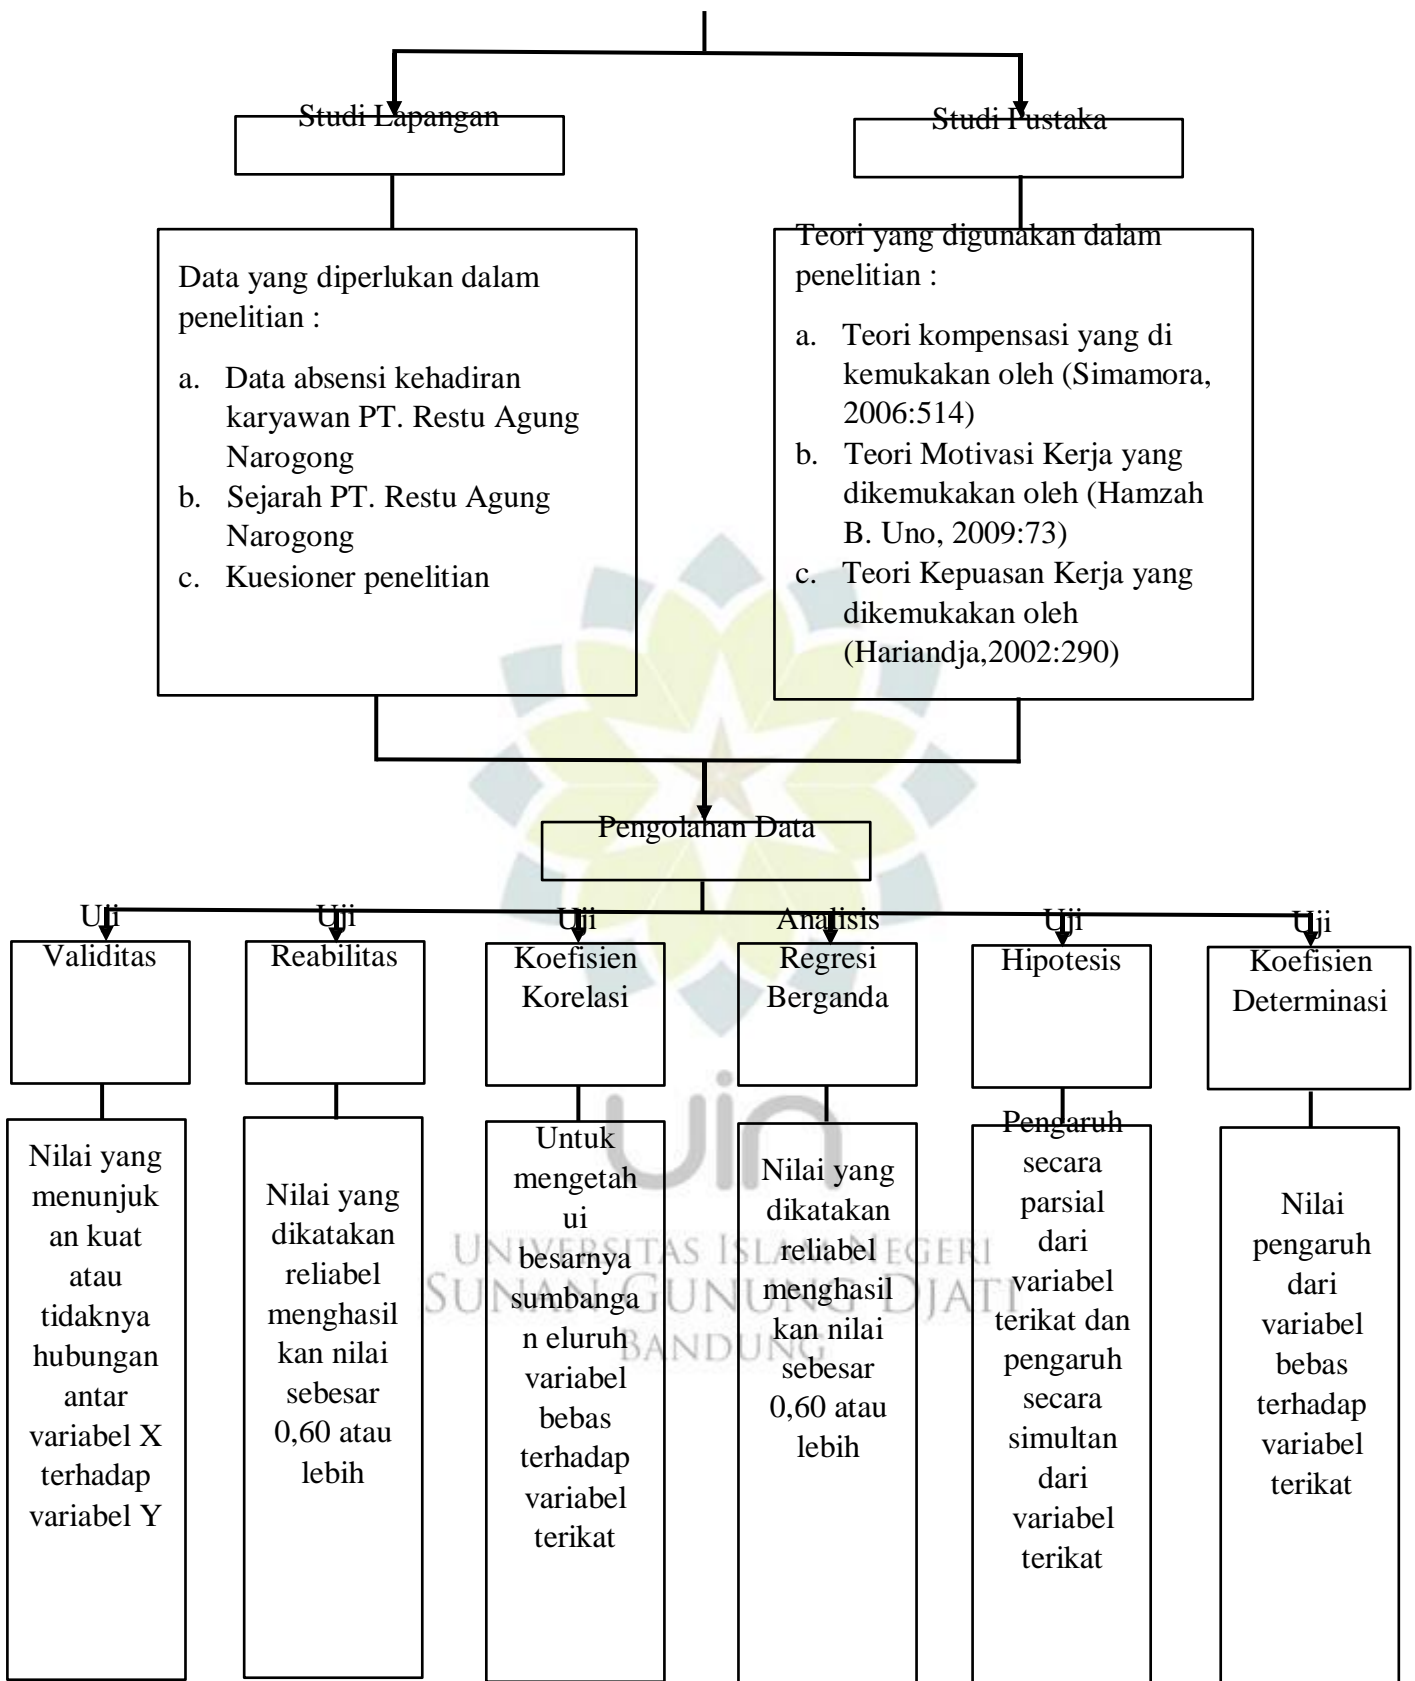 Studi Lapangan
Studi Pustaka
Data yang diperlukan dalam
penelitian :
a. Data absensi kehadiran
karyawan PT. Restu Agung
Narogong
b. Sejarah PT. Restu Agung
Narogong
c. Kuesioner penelitian
Teori yang digunakan dalam
penelitian :
a. Teori kompensasi yang di
kemukakan oleh (Simamora,
2006:514)
b. Teori Motivasi Kerja yang
dikemukakan oleh (Hamzah
B. Uno, 2009:73)
c. Teori Kepuasan Kerja yang
dikemukakan oleh
(Hariandja,2002:290)
Pengolahan Data
Uji
Validitas
Uji
Reabilitas
Uji
Koefisien
Korelasi
Analisis
Regresi
Berganda
Uji
Hipotesis
Uji
Koefisien
Determinasi
Nilai yang
menunjuk
an kuat
atau
tidaknya
hubungan
antar
variabel X
terhadap
variabel Y
Nilai yang
dikatakan
reliabel
menghasil
kan nilai
sebesar
0,60 atau
lebih
Untuk
mengetah
ui
besarnya
sumbanga
n eluruh
variabel
bebas
terhadap
variabel
terikat
Nilai yang
dikatakan
reliabel
menghasil
kan nilai
sebesar
0,60 atau
lebih
Pengaruh
secara
parsial
dari
variabel
terikat dan
pengaruh
secara
simultan
dari
variabel
terikat
Nilai
pengaruh
dari
variabel
bebas
terhadap
variabel
terikat
uin
UNIVERSITAS ISLAM NEGERI
SUNAN GUNUNG DJATI
BANDUNG